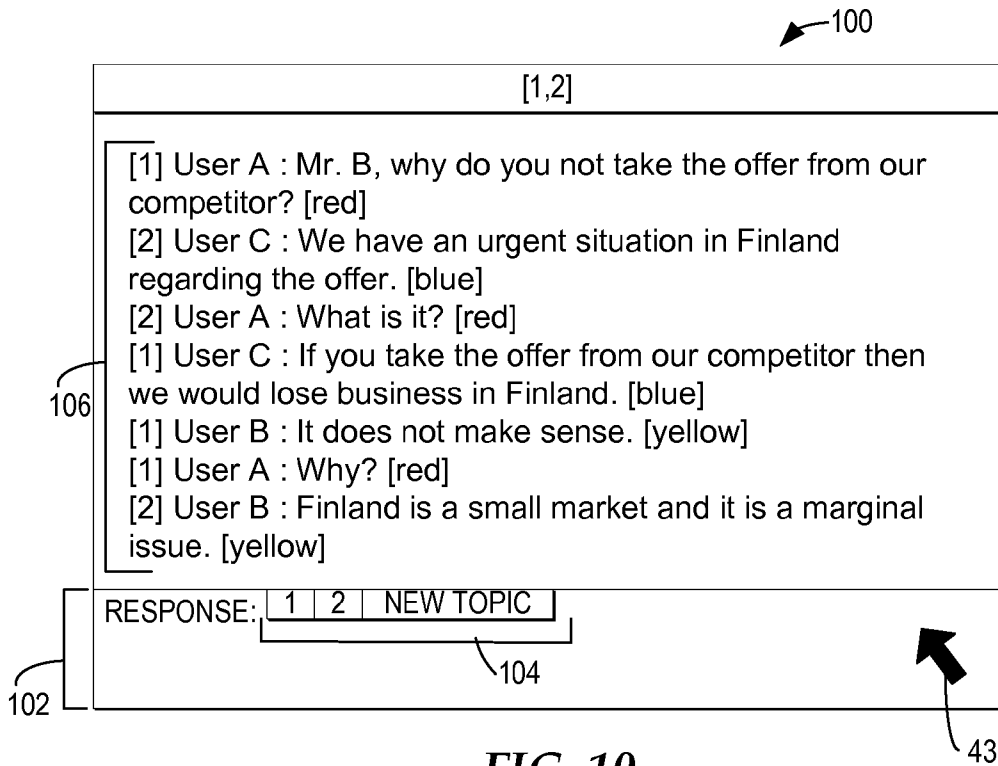 100
[1,2]
[1] User A : Mr. B, why do you not take the offer from our
competitor? [red]
[2] User C : We have an urgent situation in Finland
regarding the offer. [blue]
[2] User A : What is it? [red]
[1] User C : If you take the offer from our competitor then
we would lose business in Finland. [blue]
106
[1] User B : It does not make sense. [yellow]
[1] User A : Why? [red]
[2] User B : Finland is a small market and it is a marginal
issue. [yellow]
RESPONSE: 1 2 NEW TOPIC
104
102
43
FIG. 10